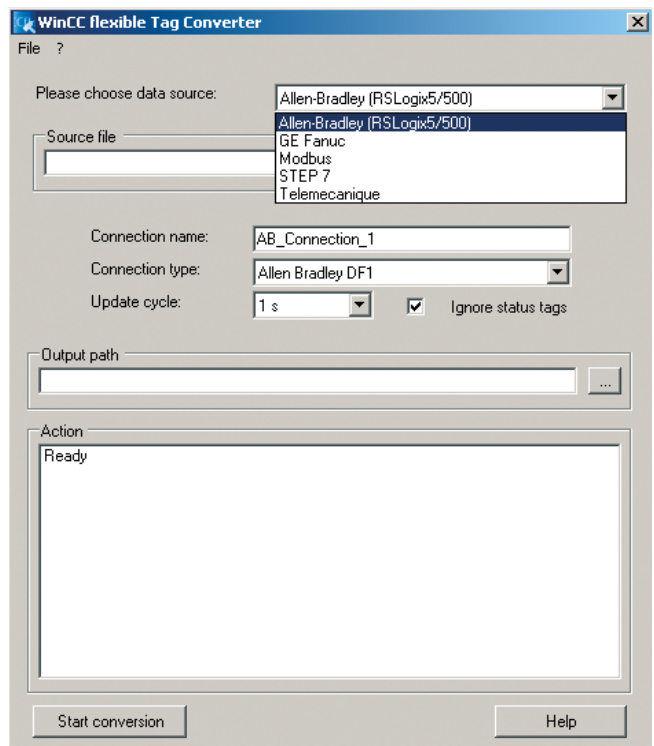 WinCC flexible Tag Converter
File ?
Please choose data source: Allen-Bradley (RSLogix5/500)
Allen-Bradley (RSLogix5/500)
Source file
GE Fanuc
Modbus
STEP 7
Telemecanique
Connection name: AB_Connection_1
Connection type: Allen Bradley DF1
Update cycle: 1 s Ignore status tags
Output path
...
Action
Ready
Start conversion Help